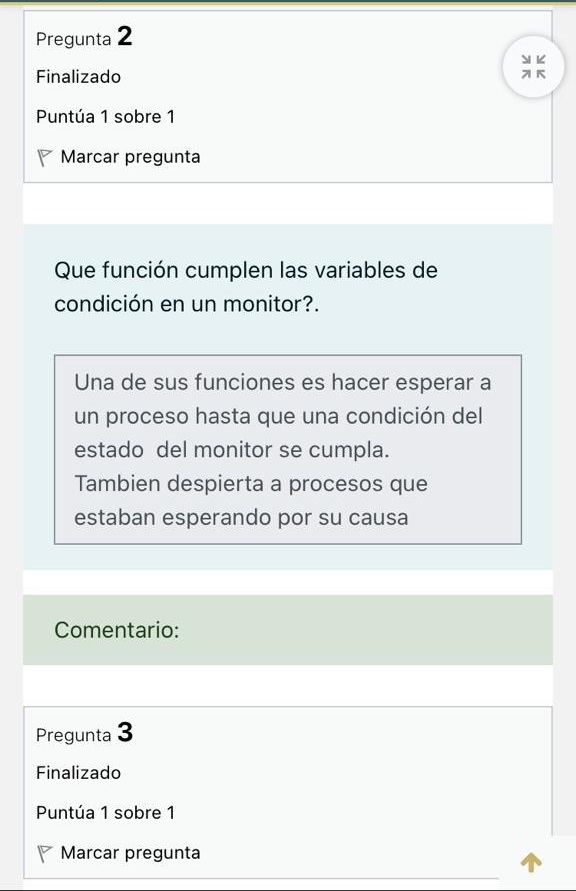 Pregunta 2
Finalizado
Puntúa 1 sobre 1
Marcar pregunta
Que función cumplen las variables de
condición en un monitor?.
Una de sus funciones es hacer esperar a
un proceso hasta que una condición del
estado  del monitor se cumpla.
Tambien despierta a procesos que
estaban esperando por su causa
Comentario:
Pregunta 3
Finalizado
Puntúa 1 sobre 1
Marcar pregunta